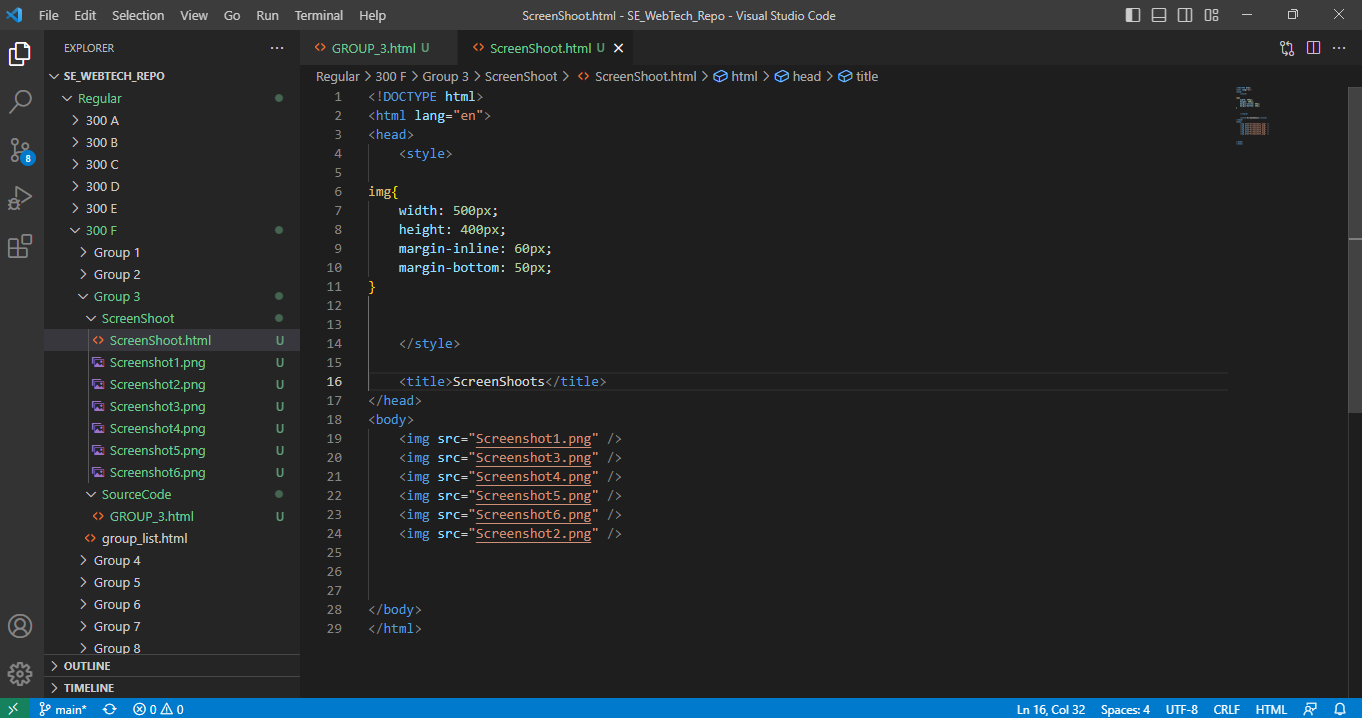 File Edit Selection View Go Run Terminal Help
ScreenShoot.html - SE_WebTech_Repo - Visual Studio Code
EXPLORER
SE_WEBTECH_REPO
Regular
300 A
300 B
300 C
300 D
300 E
300 F
Group 1
Group 2
Group 3
ScreenShoot
ScreenShoot.html U
Screenshot1.png U
Screenshot2.png U
Screenshot3.png U
Screenshot4.png U
Screenshot5.png U
Screenshot6.png U
SourceCode
GROUP_3.html U
group_list.html
Group 4
Group 5
Group 6
Group 7
Group 8
OUTLINE
TIMELINE
8
GROUP_3.html U
ScreenShoot.html U
Regular > 300 F > Group 3 > ScreenShoot > ScreenShoot.html > html > head > title
1 <!DOCTYPE html>
2 <html lang="en">
3 <head>
4 <style>
5
6 img{
7 width: 500px;
8 height: 400px;
9 margin-inline: 60px;
10 margin-bottom: 50px;
11 }
12
13
14 </style>
15
16 <title>ScreenShoots</title>
17 </head>
18 <body>
19 <img src="Screenshot1.png" />
20 <img src="Screenshot3.png" />
21 <img src="Screenshot4.png" />
22 <img src="Screenshot5.png" />
23 <img src="Screenshot6.png" />
24 <img src="Screenshot2.png" />
25
26
27
28 </body>
29 </html>
main* 0 0
Ln 16, Col 32 Spaces: 4 UTF-8 CRLF HTML